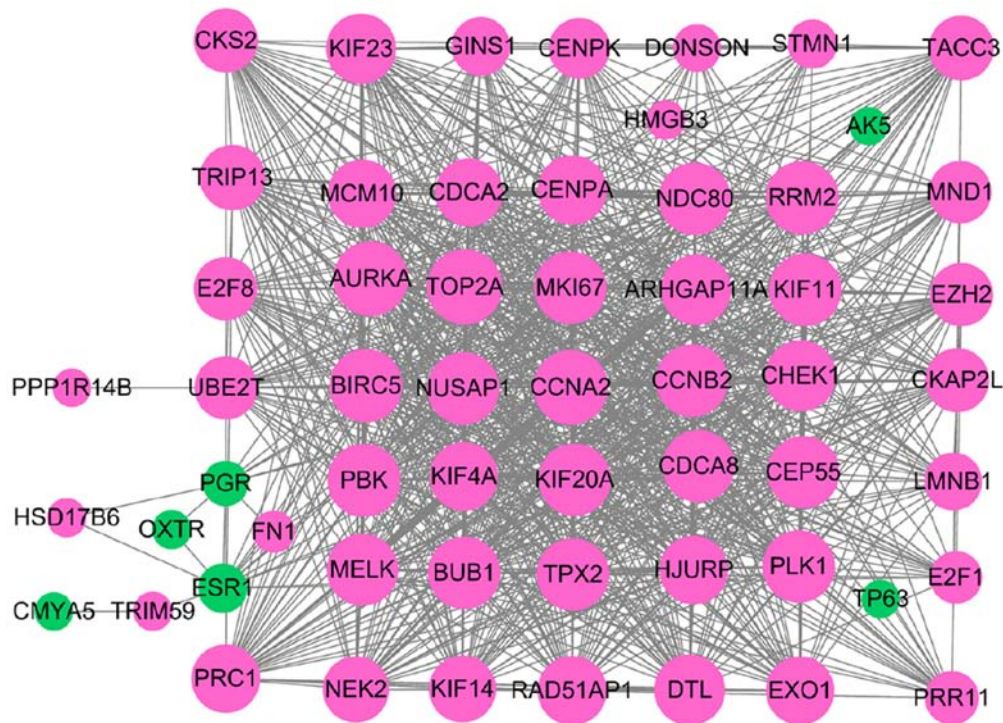 CKS2 KIF23 GINS1 CENPK DONSON STMN1 TACC3
HMGB3 AK5
TRIP13 MCM10 CDCA2 CENPA NDC80 RRM2 MND1
E2F8 AURKA TOP2A MKI67 ARHGAP11A KIF11 EZH2
PPP1R14B UBE2T BIRC5 NUSAP1 CCNA2 CCNB2 CHEK1 CKAP2L
PGR PBK KIF4A KIF20A CDCA8 CEP55 LMNB1
HSD17B6 OXTR FN1
ESR1 MELK BUB1 TPX2 HJURP PLK1 E2F1
CMYA5 TRIM59 TP63
PRC1 NEK2 KIF14 RAD51AP1 DTL EXO1 PRR11